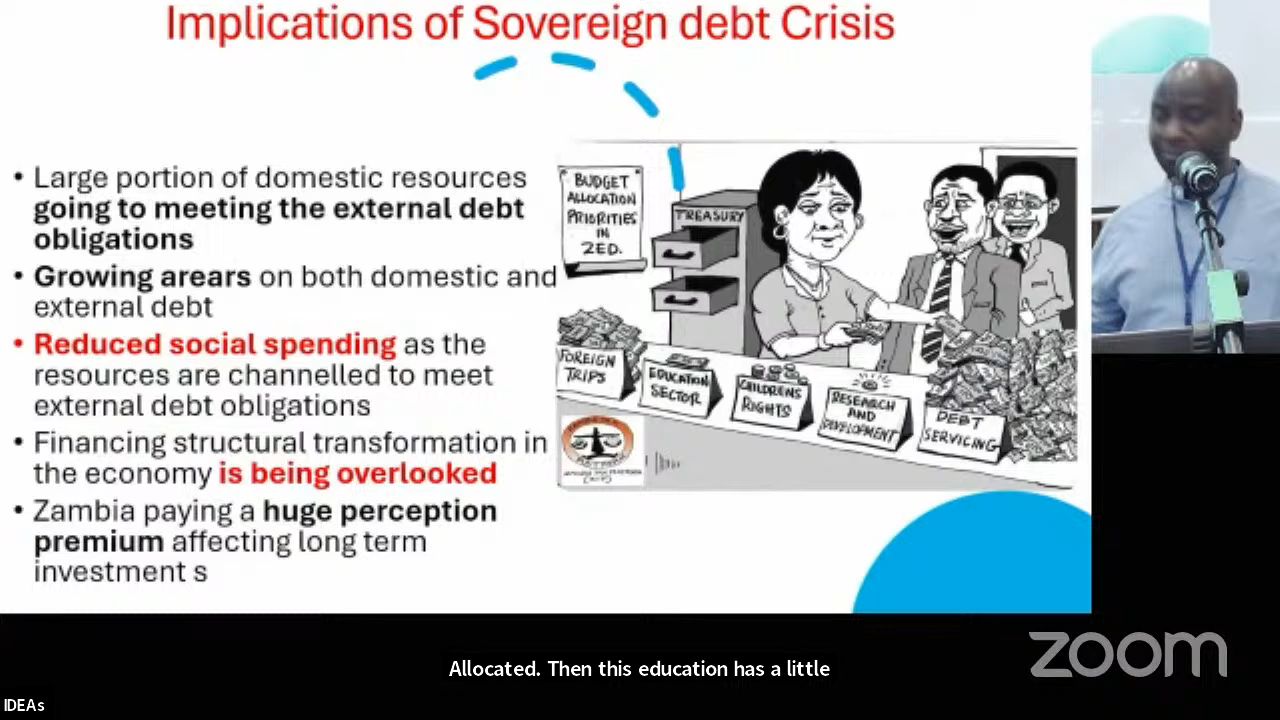 Implications of Sovereign debt Crisis
• Large portion of domestic resources
going to meeting the external debt
obligations
• Growing arears on both domestic and
external debt
• Reduced social spending as the
resources are channelled to meet
external debt obligations
• Financing structural transformation in
the economy is being overlooked
• Zambia paying a huge perception
premium affecting long term
investment s
BUDGET
ALLOCATION
PRIORITIES
IN
ZED.
TREASURY
FOREIGN
TRIPS
EDUCATION
SECTOR
CHILDRENS
RIGHTS
RESEARCH
AND
DEVELOPMENT
DEBT
SERVICING
zoom
Allocated. Then this education has a little
IDEAs